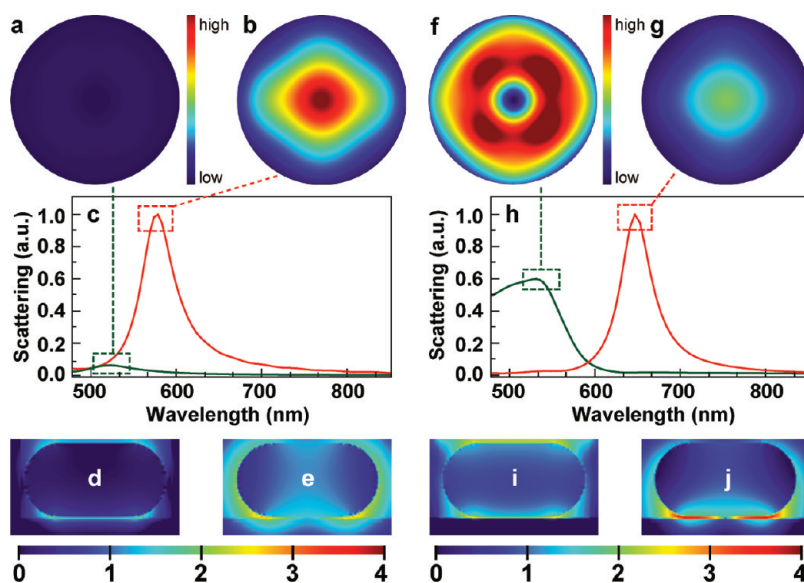 a
high
low
b
f
high
low
g
c
Scattering (a.u.)
1.0
0.8
0.6
0.4
0.2
0.0
500 600 700 800
Wavelength (nm)
h
Scattering (a.u.)
1.0
0.8
0.6
0.4
0.2
0.0
500 600 700 800
Wavelength (nm)
d
e
i
j
0 1 2 3 4
0 1 2 3 4